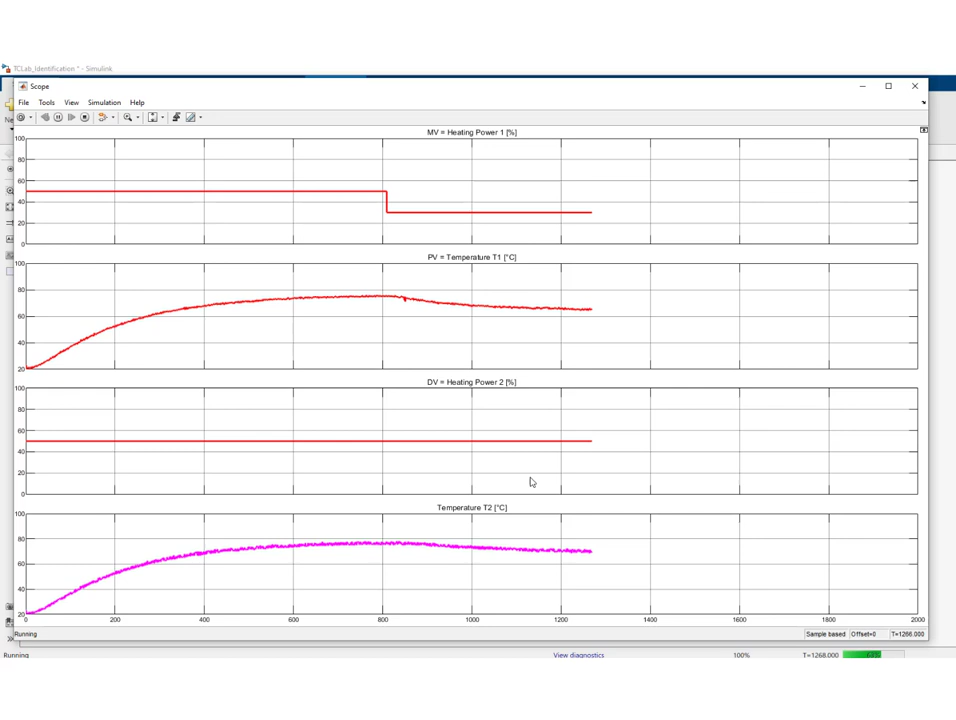 TCLab_Identification * - Simulink
Scope
File Tools View Simulation Help
Ne
MV = Heating Power 1 [%]
100
80
60
40
20
0
PV = Temperature T1 [°C]
100
80
60
40
20
DV = Heating Power 2 [%]
100
80
60
40
20
0
Temperature T2 [°C]
100
80
60
40
20
0 200 400 600 800 1000 1200 1400 1600 1800 2000
Running Sample based Offset=0 T=1266.000
Running View diagnostics 100% T=1268.000 63%